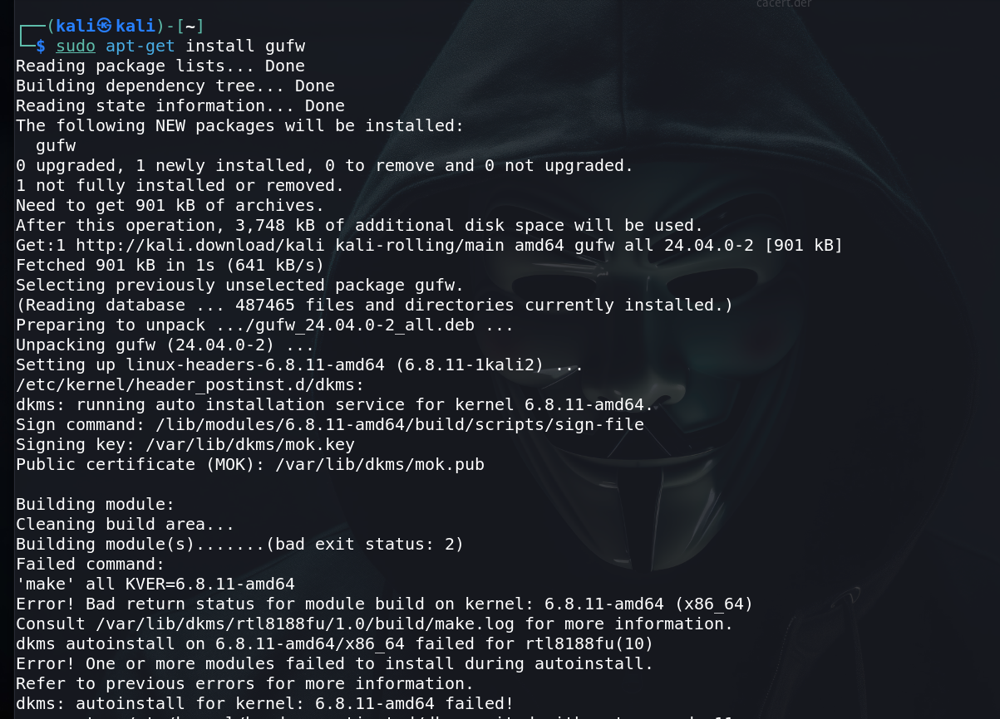 cacert.der
┌──(kali㉿kali)-[~]
└─$ sudo apt-get install gufw
Reading package lists... Done
Building dependency tree... Done
Reading state information... Done
The following NEW packages will be installed:
  gufw
0 upgraded, 1 newly installed, 0 to remove and 0 not upgraded.
1 not fully installed or removed.
Need to get 901 kB of archives.
After this operation, 3,748 kB of additional disk space will be used.
Get:1 http://kali.download/kali kali-rolling/main amd64 gufw all 24.04.0-2 [901 kB]
Fetched 901 kB in 1s (641 kB/s)
Selecting previously unselected package gufw.
(Reading database ... 487465 files and directories currently installed.)
Preparing to unpack .../gufw_24.04.0-2_all.deb ...
Unpacking gufw (24.04.0-2) ...
Setting up linux-headers-6.8.11-amd64 (6.8.11-1kali2) ...
/etc/kernel/header_postinst.d/dkms:
dkms: running auto installation service for kernel 6.8.11-amd64.
Sign command: /lib/modules/6.8.11-amd64/build/scripts/sign-file
Signing key: /var/lib/dkms/mok.key
Public certificate (MOK): /var/lib/dkms/mok.pub

Building module:
Cleaning build area...
Building module(s).......(bad exit status: 2)
Failed command:
'make' all KVER=6.8.11-amd64
Error! Bad return status for module build on kernel: 6.8.11-amd64 (x86_64)
Consult /var/lib/dkms/rtl8188fu/1.0/build/make.log for more information.
dkms autoinstall on 6.8.11-amd64/x86_64 failed for rtl8188fu(10)
Error! One or more modules failed to install during autoinstall.
Refer to previous errors for more information.
dkms: autoinstall for kernel: 6.8.11-amd64 failed!